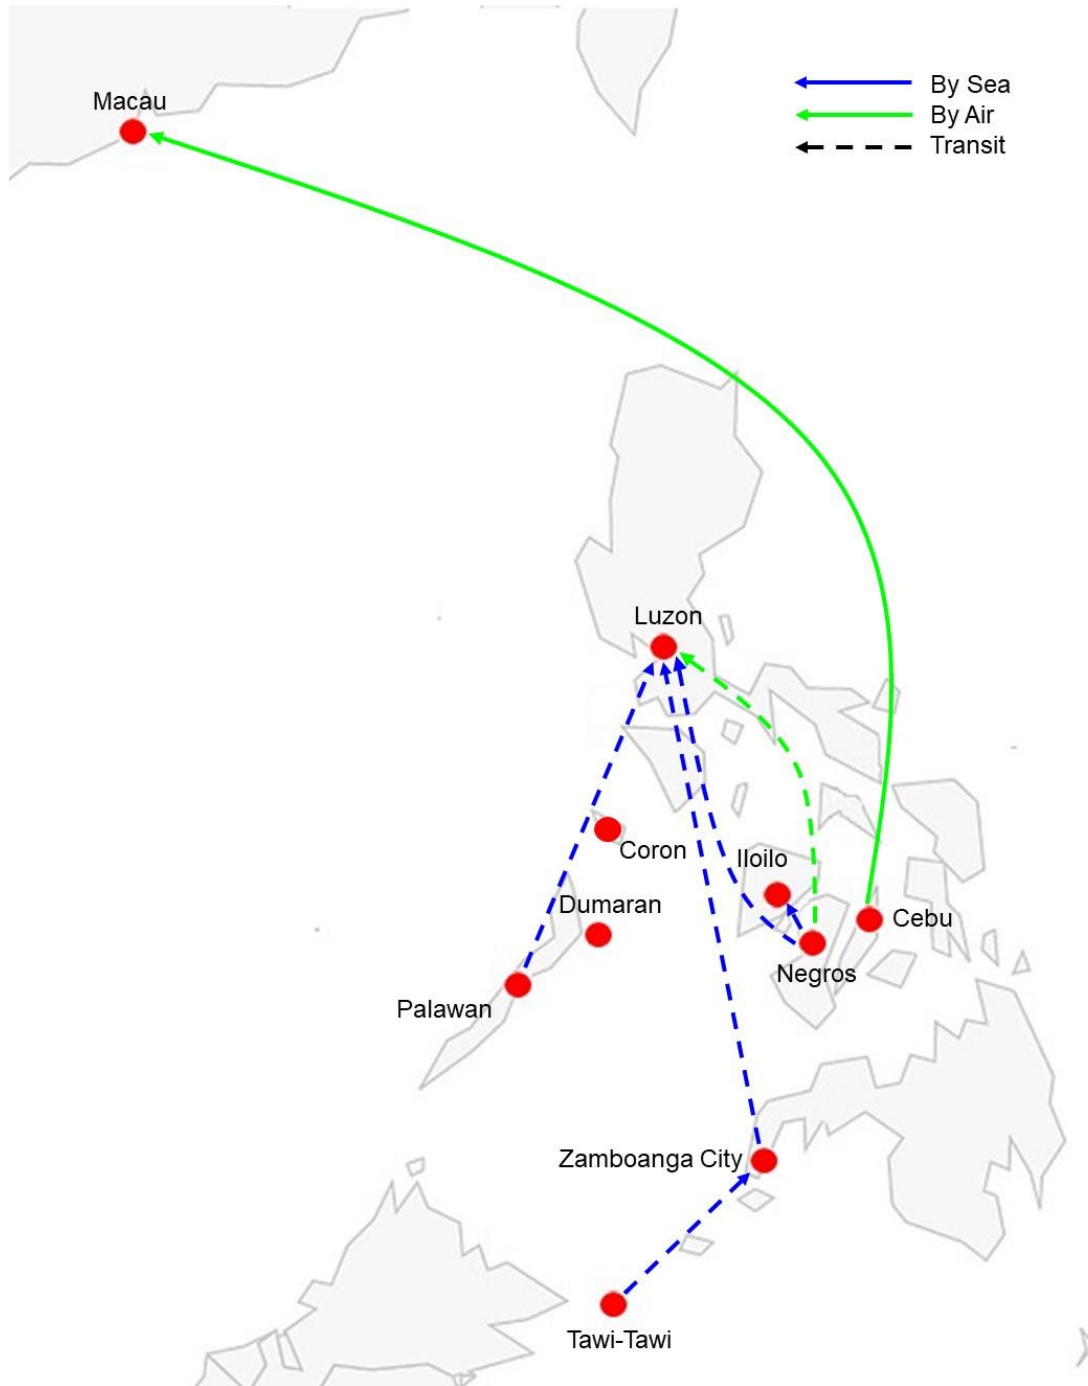 Macau
By Sea
By Air
Transit
Luzon
Coron
Iloilo
Dumaran
Cebu
Negros
Palawan
Zamboanga City
Tawi-Tawi